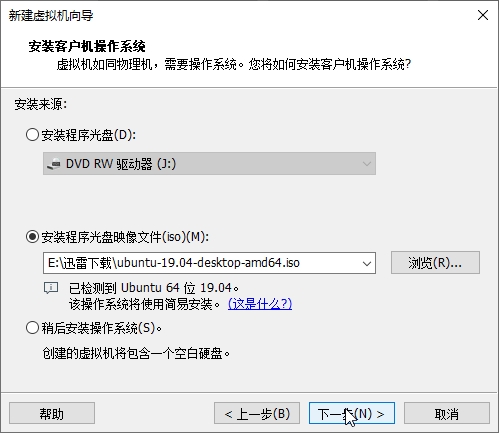 新建虚拟机向导
安装客户机操作系统
虚拟机如同物理机，需要操作系统。您将如何安装客户机操作系统?
安装来源:
安装程序光盘(D):
DVD RW 驱动器 (J:)
安装程序光盘映像文件(iso)(M):
E:\迅雷下载\ubuntu-19.04-desktop-amd64.iso
浏览(R)...
已检测到 Ubuntu 64 位 19.04。
该操作系统将使用简易安装。(这是什么?)
稍后安装操作系统(S)。
创建的虚拟机将包含一个空白硬盘。
帮助 < 上一步(B) 下一步(N) > 取消